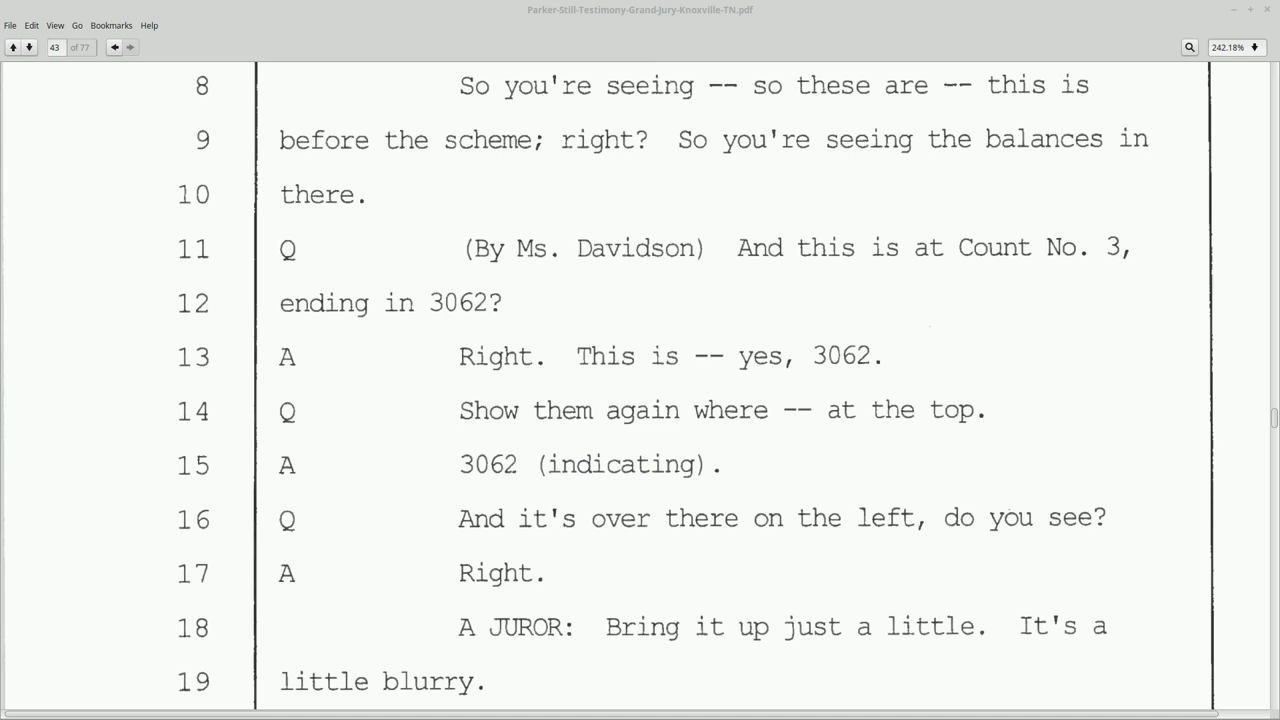 Parker-Still-Testimony-Grand-Jury-Knoxville-TN.pdf
File Edit View Go Bookmarks Help
43 of 77 242.18%
8 So you're seeing -- so these are -- this is
9 before the scheme; right? So you're seeing the balances in
10 there.
11 Q (By Ms. Davidson) And this is at Count No. 3,
12 ending in 3062?
13 A Right. This is -- yes, 3062.
14 Q Show them again where -- at the top.
15 A 3062 (indicating).
16 Q And it's over there on the left, do you see?
17 A Right.
18 A JUROR: Bring it up just a little. It's a
19 little blurry.